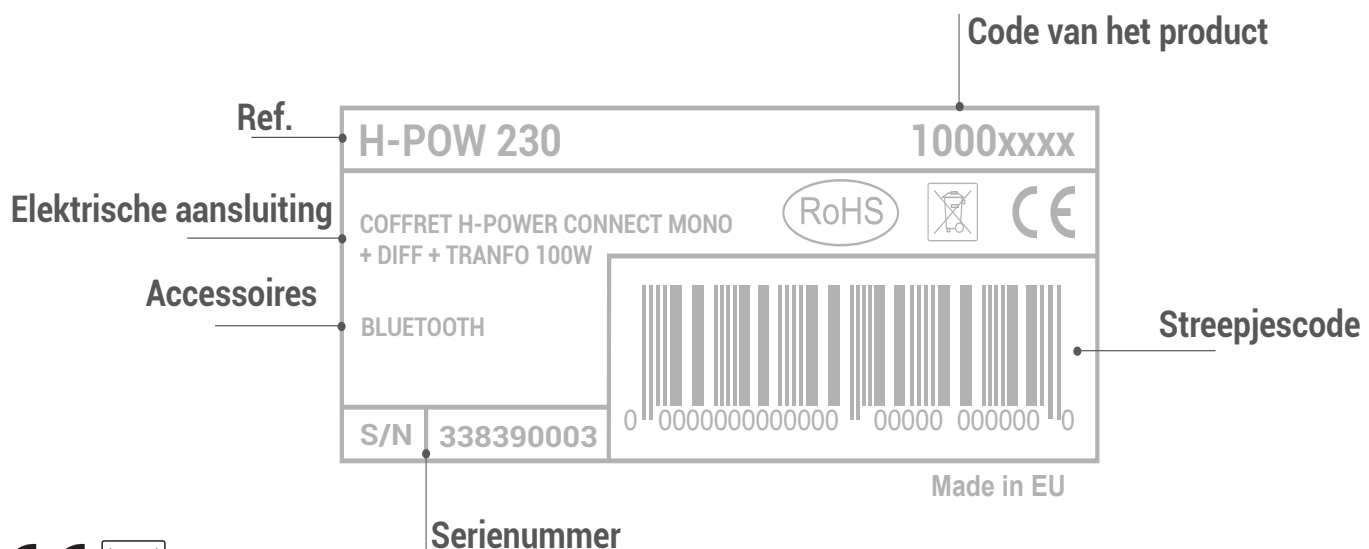 Code van het product
Ref.
H-POW 230
1000xxxx
Elektrische aansluiting
COFFRET H-POWER CONNECT MONO
+ DIFF + TRANFO 100W
RoHS
CE
Accessoires
BLUETOOTH
Streepjescode
0 0000000000000 00000 000000 0
S/N
338390003
Made in EU
Serienummer